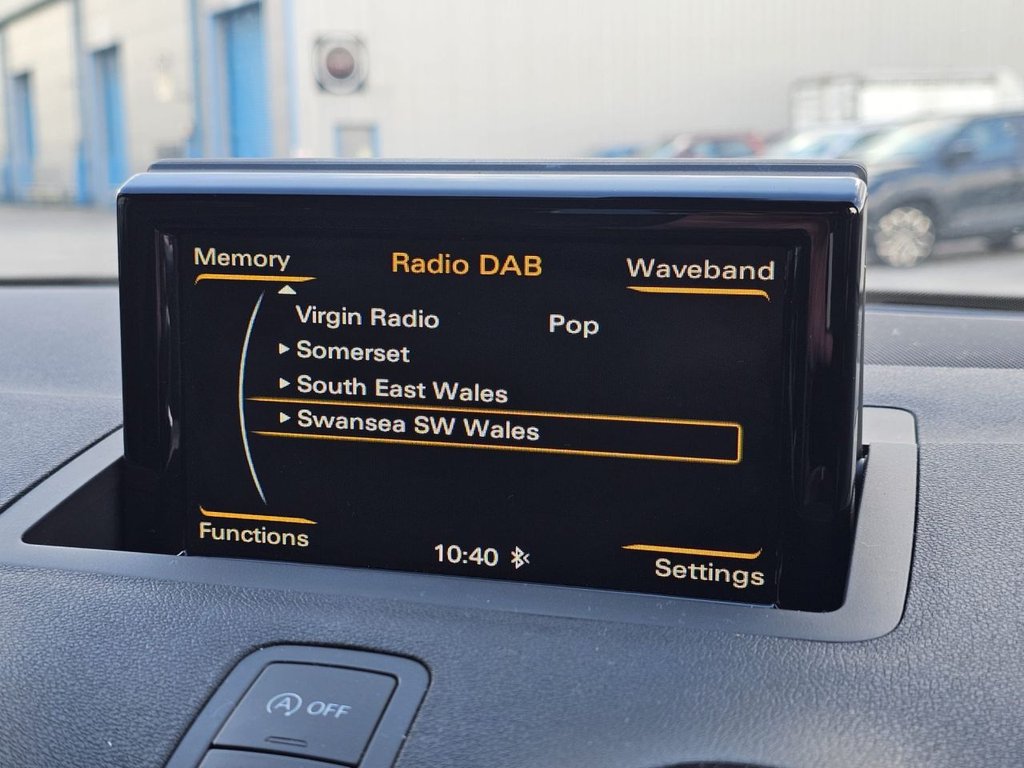 Memory
Radio DAB
Waveband
Virgin Radio Pop
Somerset
South East Wales
Swansea SW Wales
Functions
10:40
Settings
A OFF